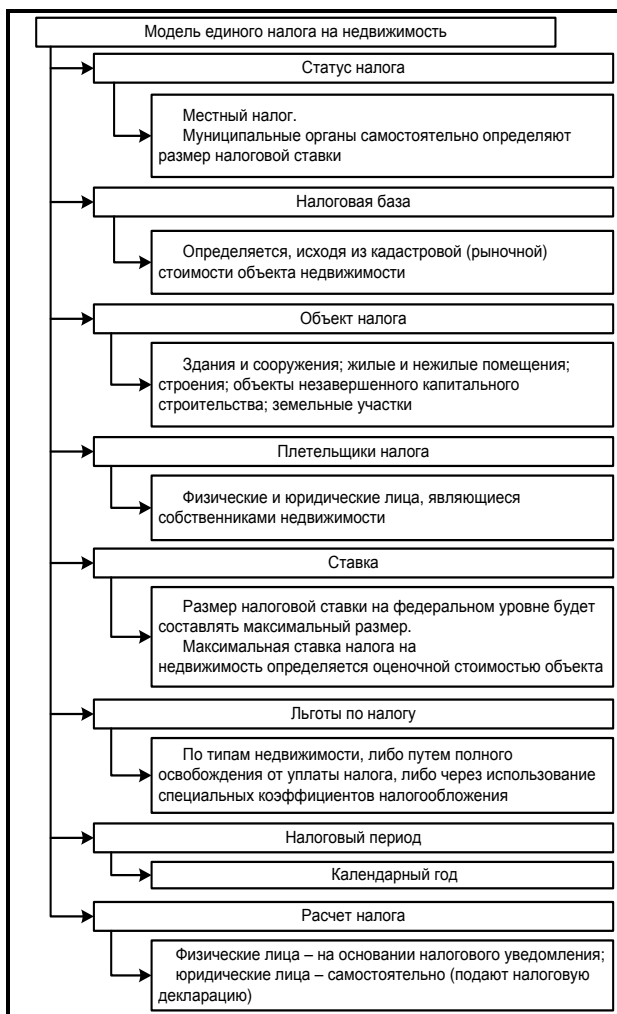 Модель единого налога на недвижимость
Статус налога
Местный налог.
Муниципальные органы самостоятельно определяют
размер налоговой ставки
Налоговая база
Определяется, исходя из кадастровой (рыночной)
стоимости объекта недвижимости
Объект налога
Здания и сооружения; жилые и нежилые помещения;
строения; объекты незавершенного капитального
строительства; земельные участки
Плетельщики налога
Физические и юридические лица, являющиеся
собственниками недвижимости
Ставка
Размер налоговой ставки на федеральном уровне будет
составлять максимальный размер.
Максимальная ставка налога на
недвижимость определяется оценочной стоимостью объекта
Льготы по налогу
По типам недвижимости, либо путем полного
освобождения от уплаты налога, либо через использование
специальных коэффициентов налогообложения
Налоговый период
Календарный год
Расчет налога
Физические лица – на основании налогового уведомления;
юридические лица – самостоятельно (подают налоговую
декларацию)